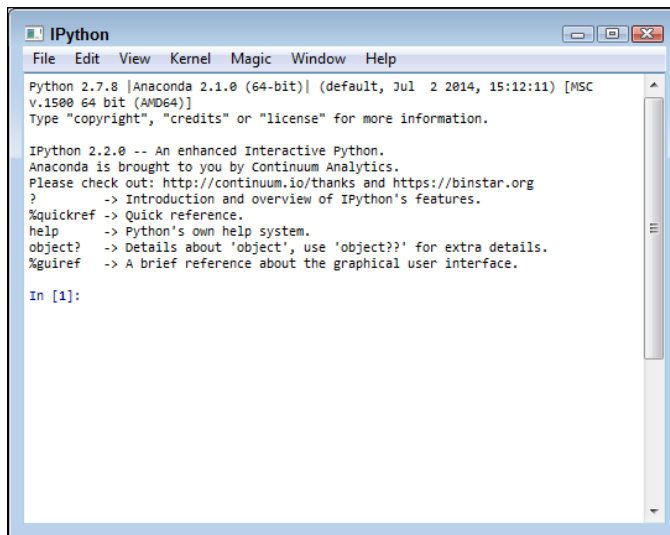 IPython
File Edit View Kernel Magic Window Help
Python 2.7.8 |Anaconda 2.1.0 (64-bit)| (default, Jul  2 2014, 15:12:11) [MSC
v.1500 64 bit (AMD64)]
Type "copyright", "credits" or "license" for more information.
IPython 2.2.0 -- An enhanced Interactive Python.
Anaconda is brought to you by Continuum Analytics.
Please check out: http://continuum.io/thanks and https://binstar.org
?         -> Introduction and overview of IPython's features.
%quickref -> Quick reference.
help      -> Python's own help system.
object?   -> Details about 'object', use 'object??' for extra details.
%guiref   -> A brief reference about the graphical user interface.
In [1]: